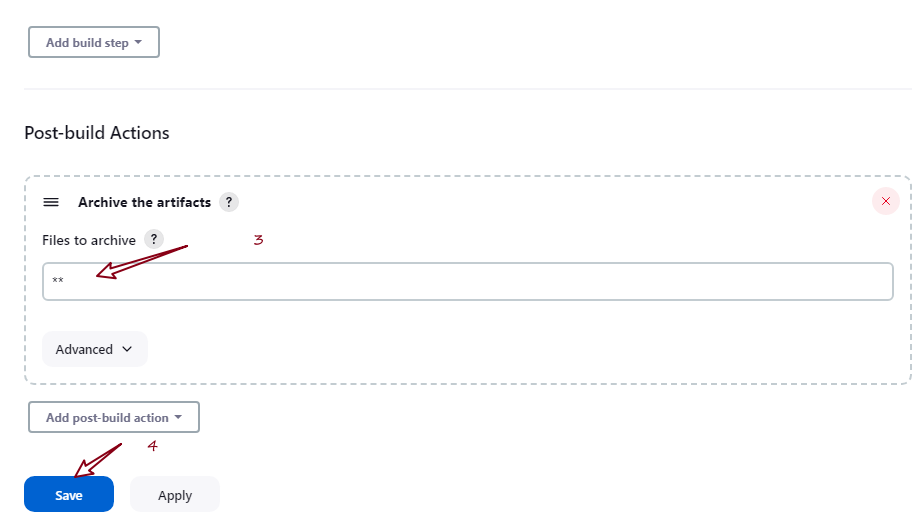 Add build step
Post-build Actions
Archive the artifacts ?
Files to archive ?
3
**
Advanced
Add post-build action
4
Save Apply